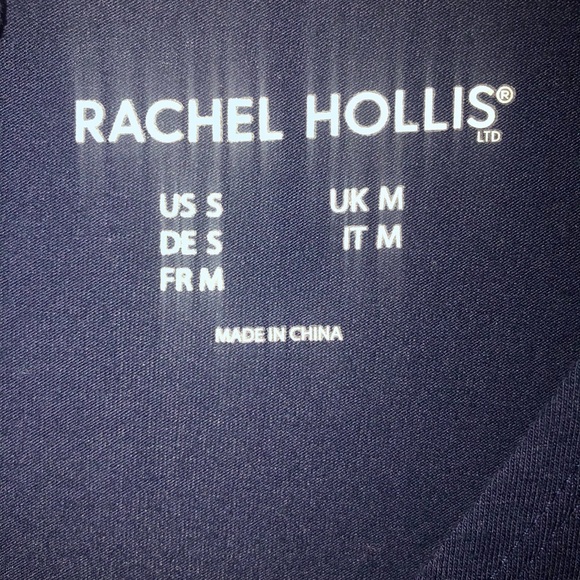 RACHEL HOLLIS®
LTD
US S UK M
DE S IT M
FR M
MADE IN CHINA